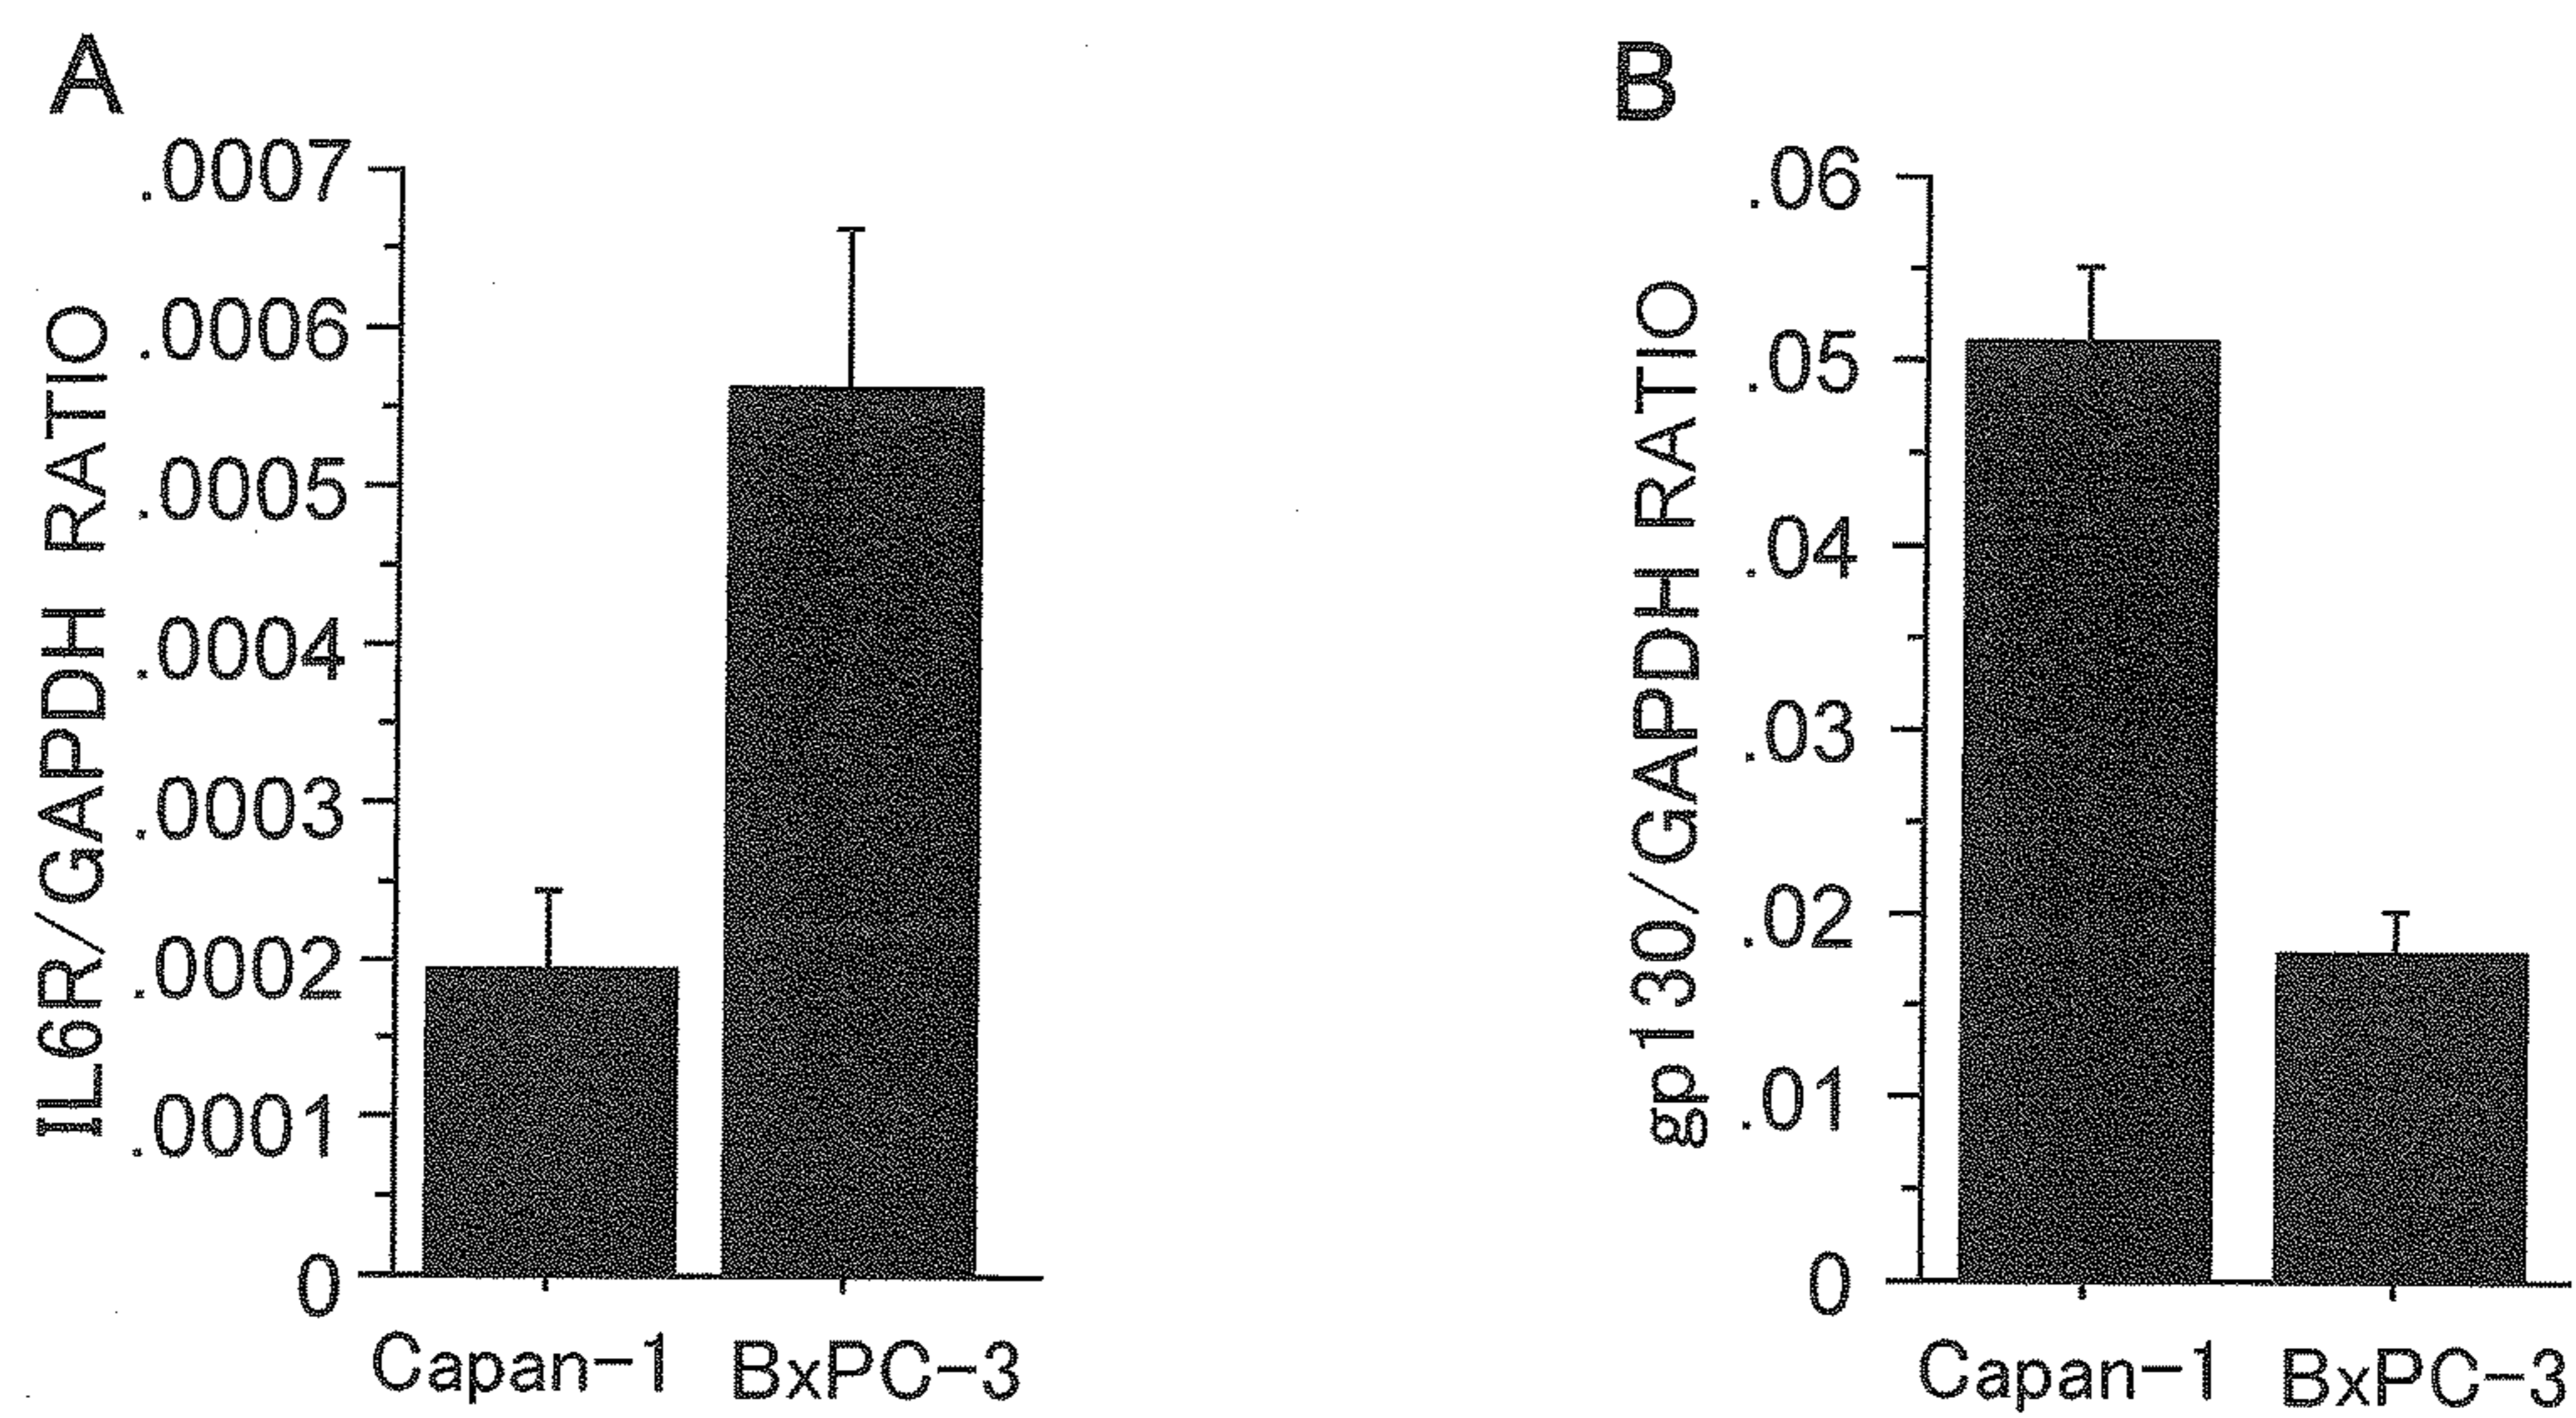 A
IL6R/GAPDH RATIO
.0007
.0006
.0005
.0004
.0003
.0002
.0001
0
Capan-1
BxPC-3
B
gp130/GAPDH RATIO
.06
.05
.04
.03
.02
.01
0
Capan-1
BxPC-3